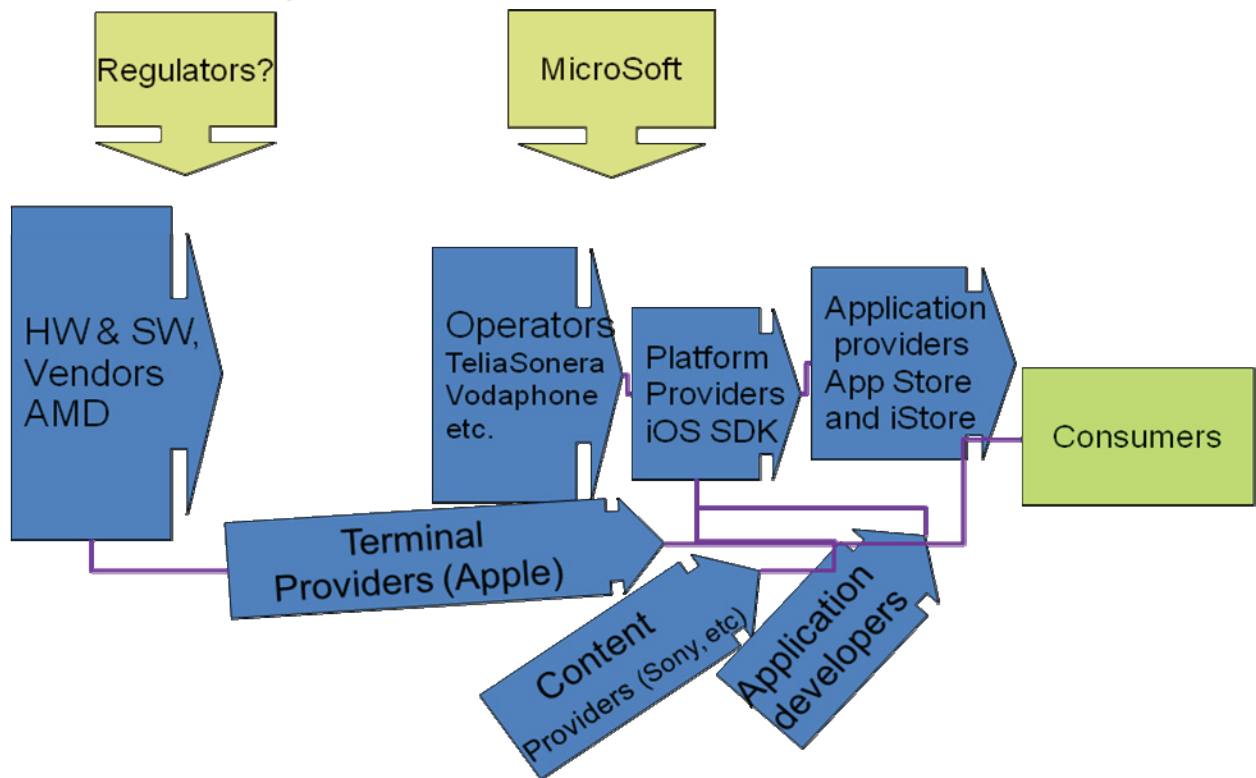 Regulators?
MicroSoft
HW & SW,
Vendors
AMD
Operators
TeliaSonera
Vodaphone
etc.
Platform
Providers
iOS SDK
Application
providers
App Store
and iStore
Consumers
Terminal
Providers (Apple)
Content
Providers (Sony, etc)
Application
developers